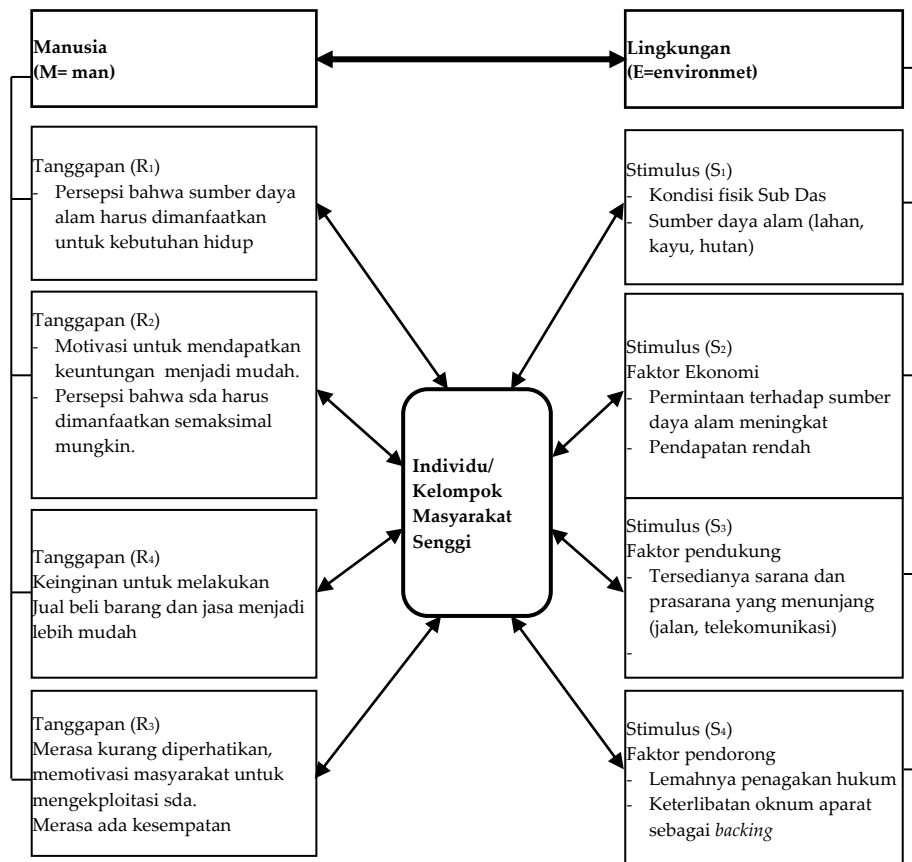 Manusia
(M= man)
Lingkungan
(E=environmet)
Tanggapan (R₁)
- Persepsi bahwa sumber daya
alam harus dimanfaatkan
untuk kebutuhan hidup
Stimulus (S₁)
- Kondisi fisik Sub Das
- Sumber daya alam (lahan,
kayu, hutan)
Tanggapan (R₂)
- Motivasi untuk mendapatkan
keuntungan menjadi mudah.
- Persepsi bahwa sda harus
dimanfaatkan semaksimal
mungkin.
Stimulus (S₂)
Faktor Ekonomi
- Permintaan terhadap sumber
daya alam meningkat
- Pendapatan rendah
Individu/
Kelompok
Masyarakat
Senggi
Tanggapan (R₄)
Keinginan untuk melakukan
Jual beli barang dan jasa menjadi
lebih mudah
Stimulus (S₃)
Faktor pendukung
- Tersedianya sarana dan
prasarana yang menunjang
(jalan, telekomunikasi)
-
Tanggapan (R₃)
Merasa kurang diperhatikan,
memotivasi masyarakat untuk
mengekploitasi sda.
Merasa ada kesempatan
Stimulus (S₄)
Faktor pendorong
- Lemahnya penagakan hukum
- Keterlibatan oknum aparat
sebagai backing